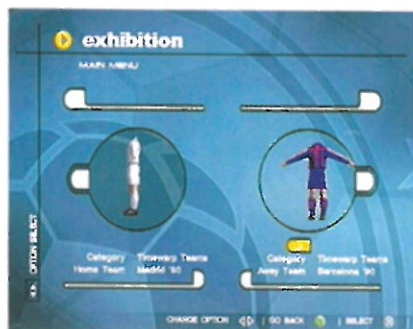 exhibition
MAIN MENU
Category Timewarp Teams
Home Team Madrid '60
Category Timewarp Teams
Away Team Barcelona '90
OPTION SELECT
CHANGE OPTION | GO BACK | SELECT